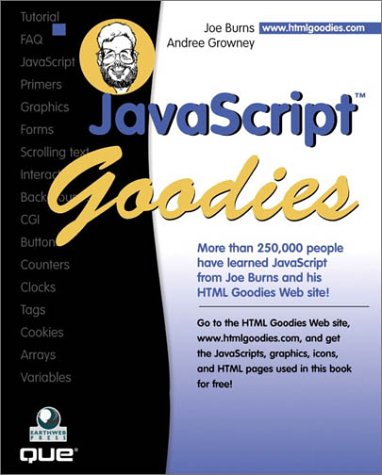 Joe Burns www.htmlgoodies.com
Andree Growney
Tutorial
FAQ
JavaScript
Primers
Graphics
Forms
Scrolling text
Interact
Back
CGI
Button
Counters
Clocks
Tags
Cookies
Arrays
Variables
JavaScript™
Goodies
More than 250,000 people
have learned JavaScript
from Joe Burns and his
HTML Goodies Web site!
Go to the HTML Goodies Web site,
www.htmlgoodies.com, and get
the JavaScripts, graphics, icons,
and HTML pages used in this book
for free!
EARTHWEB
PRESS
QUE®